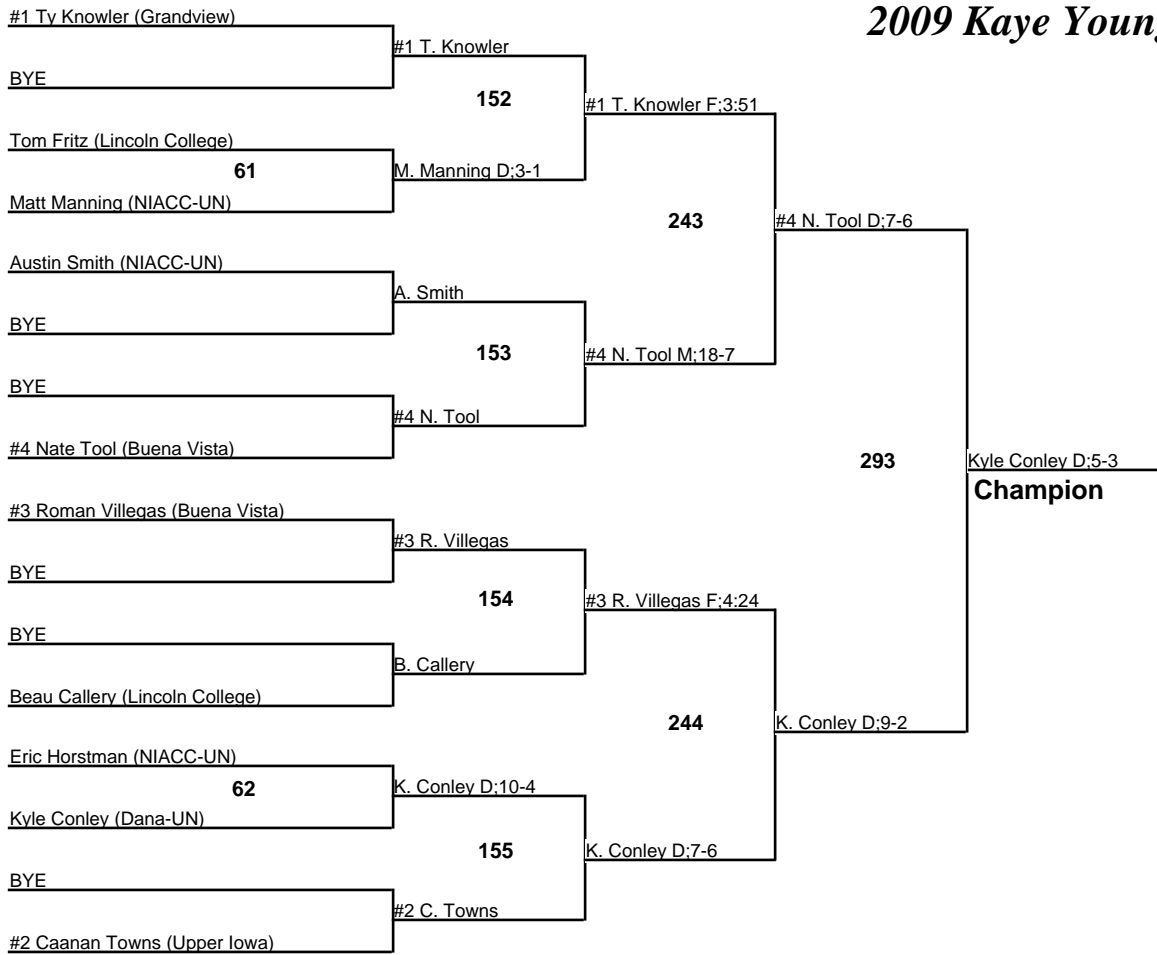 2009 Kaye Young
#1 Ty Knowler (Grandview)
#1 T. Knowler
BYE
152
#1 T. Knowler F;3:51
Tom Fritz (Lincoln College)
61
M. Manning D;3-1
Matt Manning (NIACC-UN)
243
#4 N. Tool D;7-6
Austin Smith (NIACC-UN)
A. Smith
BYE
153
#4 N. Tool M;18-7
BYE
#4 N. Tool
#4 Nate Tool (Buena Vista)
293
Kyle Conley D;5-3
Champion
#3 Roman Villegas (Buena Vista)
#3 R. Villegas
BYE
154
#3 R. Villegas F;4:24
BYE
B. Callery
Beau Callery (Lincoln College)
244
K. Conley D;9-2
Eric Horstman (NIACC-UN)
62
K. Conley D;10-4
Kyle Conley (Dana-UN)
155
K. Conley D;7-6
BYE
#2 C. Towns
#2 Caanan Towns (Upper Iowa)